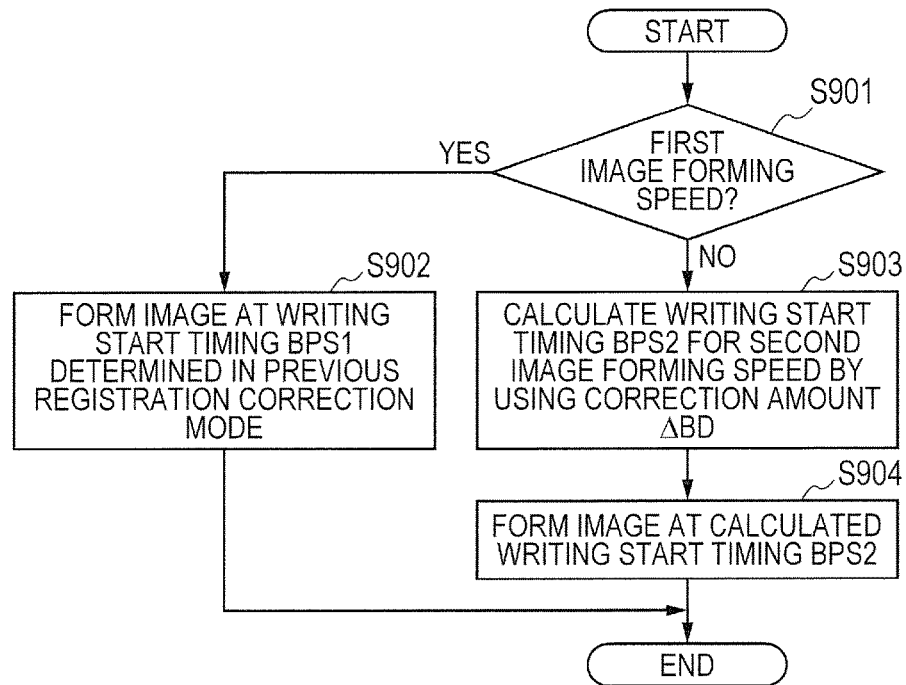 START
S901
FIRST
IMAGE FORMING
SPEED?
YES
NO
S902
FORM IMAGE AT WRITING
START TIMING BPS1
DETERMINED IN PREVIOUS
REGISTRATION CORRECTION
MODE
S903
CALCULATE WRITING START
TIMING BPS2 FOR SECOND
IMAGE FORMING SPEED BY
USING CORRECTION AMOUNT
ΔBD
S904
FORM IMAGE AT CALCULATED
WRITING START TIMING BPS2
END